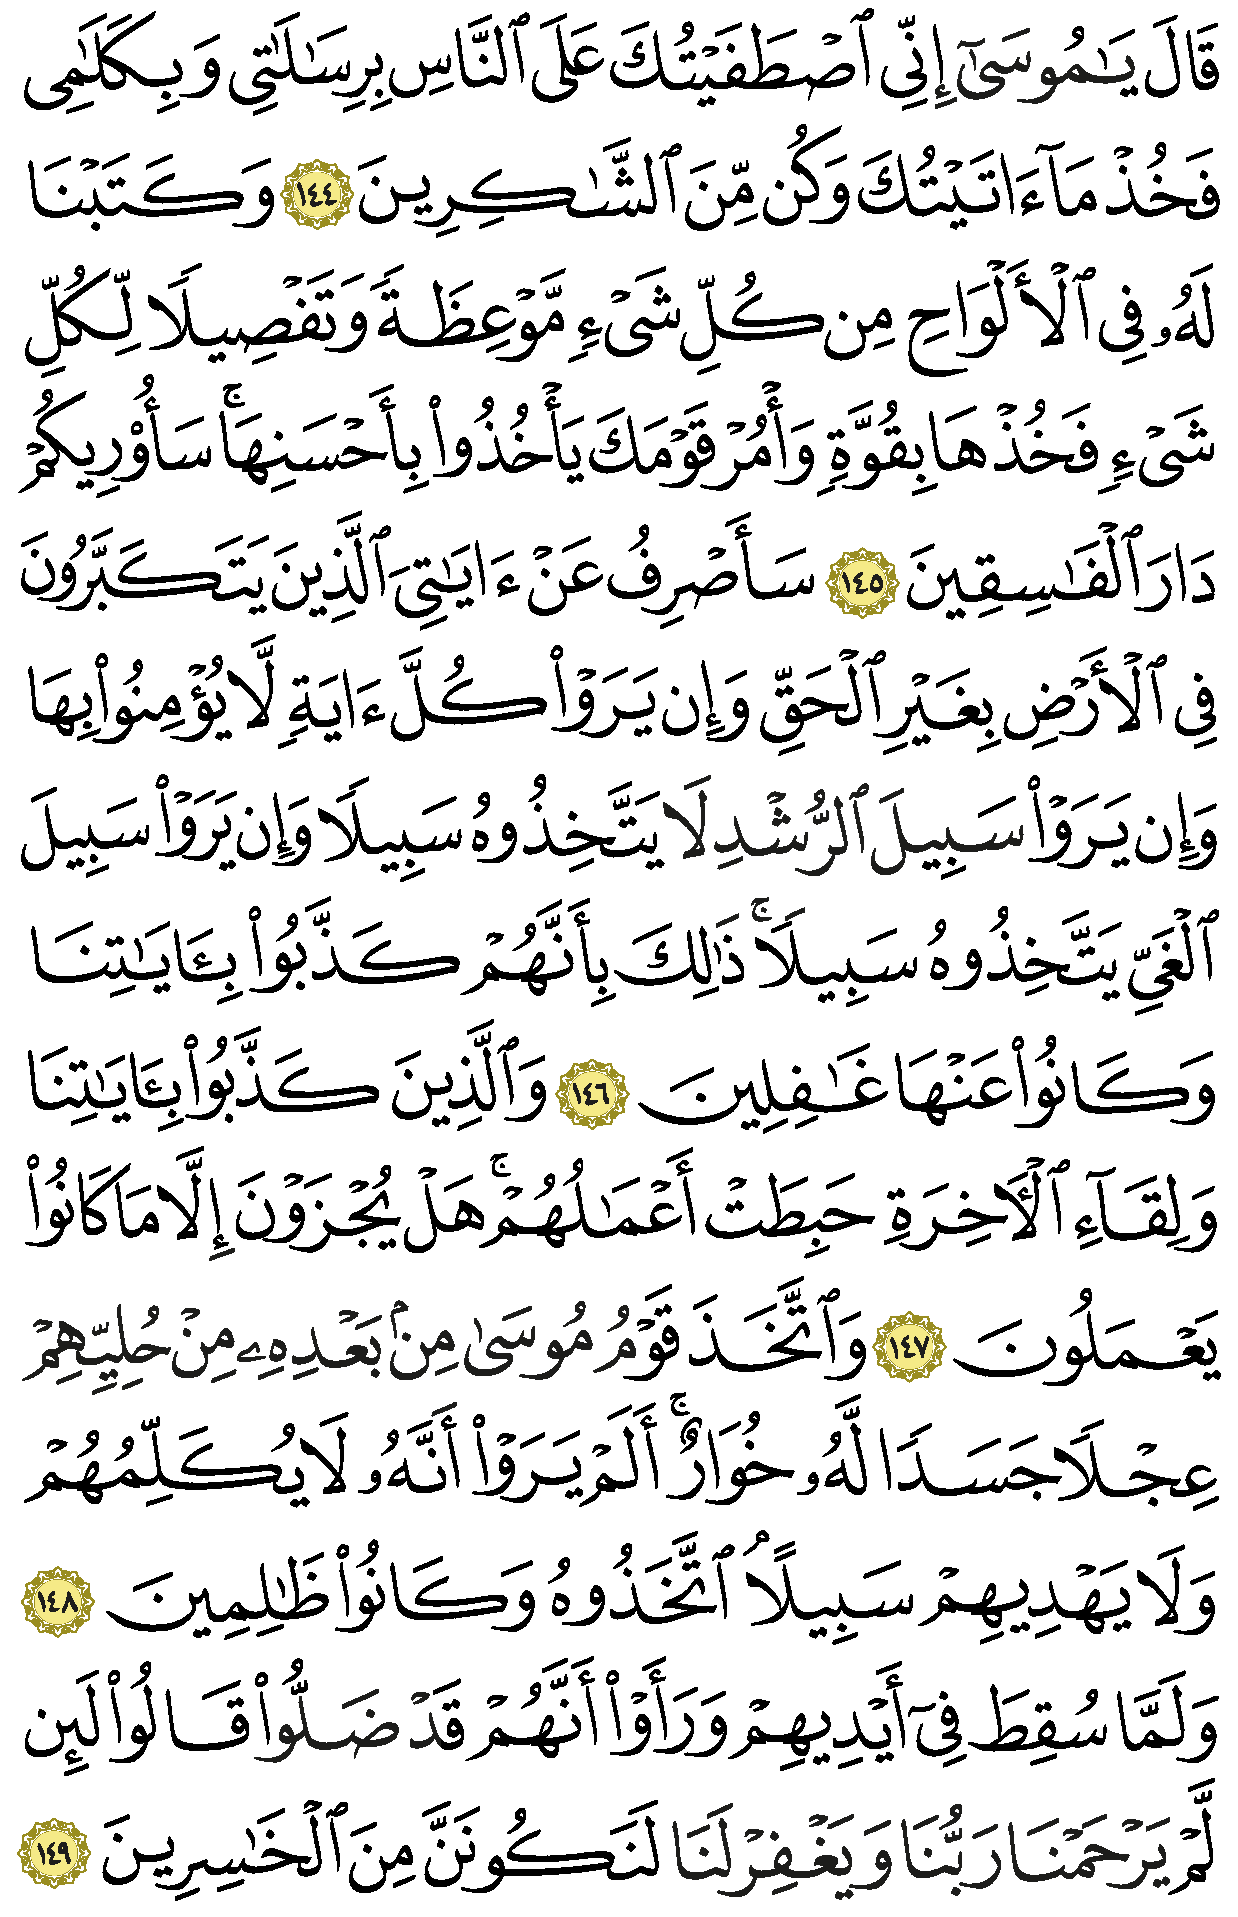 قَالَ يَـٰمُوسَىٰٓ إِنِّى ٱصْطَفَيْتُكَ عَلَى ٱلنَّاسِ بِرِسَـٰلَـٰتِى وَبِكَلَـٰمِى
فَخُذْ مَآ ءَاتَيْتُكَ وَكُن مِّنَ ٱلشَّـٰكِرِينَ ١٤٤ وَكَتَبْنَا
لَهُۥ فِى ٱلْأَلْوَاحِ مِن كُلِّ شَىْءٍ مَّوْعِظَةً وَتَفْصِيلًا لِّكُلِّ
شَىْءٍ فَخُذْهَا بِقُوَّةٍ وَأْمُرْ قَوْمَكَ يَأْخُذُوا۟ بِأَحْسَنِهَا ۚ سَأُو۟رِيكُمْ
دَارَ ٱلْفَـٰسِقِينَ ١٤٥ سَأَصْرِفُ عَنْ ءَايَـٰتِىَ ٱلَّذِينَ يَتَكَبَّرُونَ
فِى ٱلْأَرْضِ بِغَيْرِ ٱلْحَقِّ وَإِن يَرَوْا۟ كُلَّ ءَايَةٍ لَّا يُؤْمِنُوا۟ بِهَا
وَإِن يَرَوْا۟ سَبِيلَ ٱلرُّشْدِ لَا يَتَّخِذُوهُ سَبِيلًا وَإِن يَرَوْا۟ سَبِيلَ
ٱلْغَىِّ يَتَّخِذُوهُ سَبِيلًا ۚ ذَٰلِكَ بِأَنَّهُمْ كَذَّبُوا۟ بِـَٔايَـٰتِنَا
وَكَانُوا۟ عَنْهَا غَـٰفِلِينَ ١٤٦ وَٱلَّذِينَ كَذَّبُوا۟ بِـَٔايَـٰتِنَا
وَلِقَآءِ ٱلْـَٔاخِرَةِ حَبِطَتْ أَعْمَـٰلُهُمْ ۚ هَلْ يُجْزَوْنَ إِلَّا مَا كَانُوا۟
يَعْمَلُونَ ١٤٧ وَٱتَّخَذَ قَوْمُ مُوسَىٰ مِنۢ بَعْدِهِۦ مِنْ حُلِيِّهِمْ
عِجْلًا جَسَدًا لَّهُۥ خُوَارٌ ۚ أَلَمْ يَرَوْا۟ أَنَّهُۥ لَا يُكَلِّمُهُمْ
وَلَا يَهْدِيهِمْ سَبِيلًا ۘ ٱتَّخَذُوهُ وَكَانُوا۟ ظَـٰلِمِينَ ١٤٨
وَلَمَّا سُقِطَ فِىٓ أَيْدِيهِمْ وَرَأَوْا۟ أَنَّهُمْ قَدْ ضَلُّوا۟ قَالُوا۟ لَئِن
لَّمْ يَرْحَمْنَا رَبُّنَا وَيَغْفِرْ لَنَا لَنَكُونَنَّ مِنَ ٱلْخَـٰسِرِينَ ١٤٩